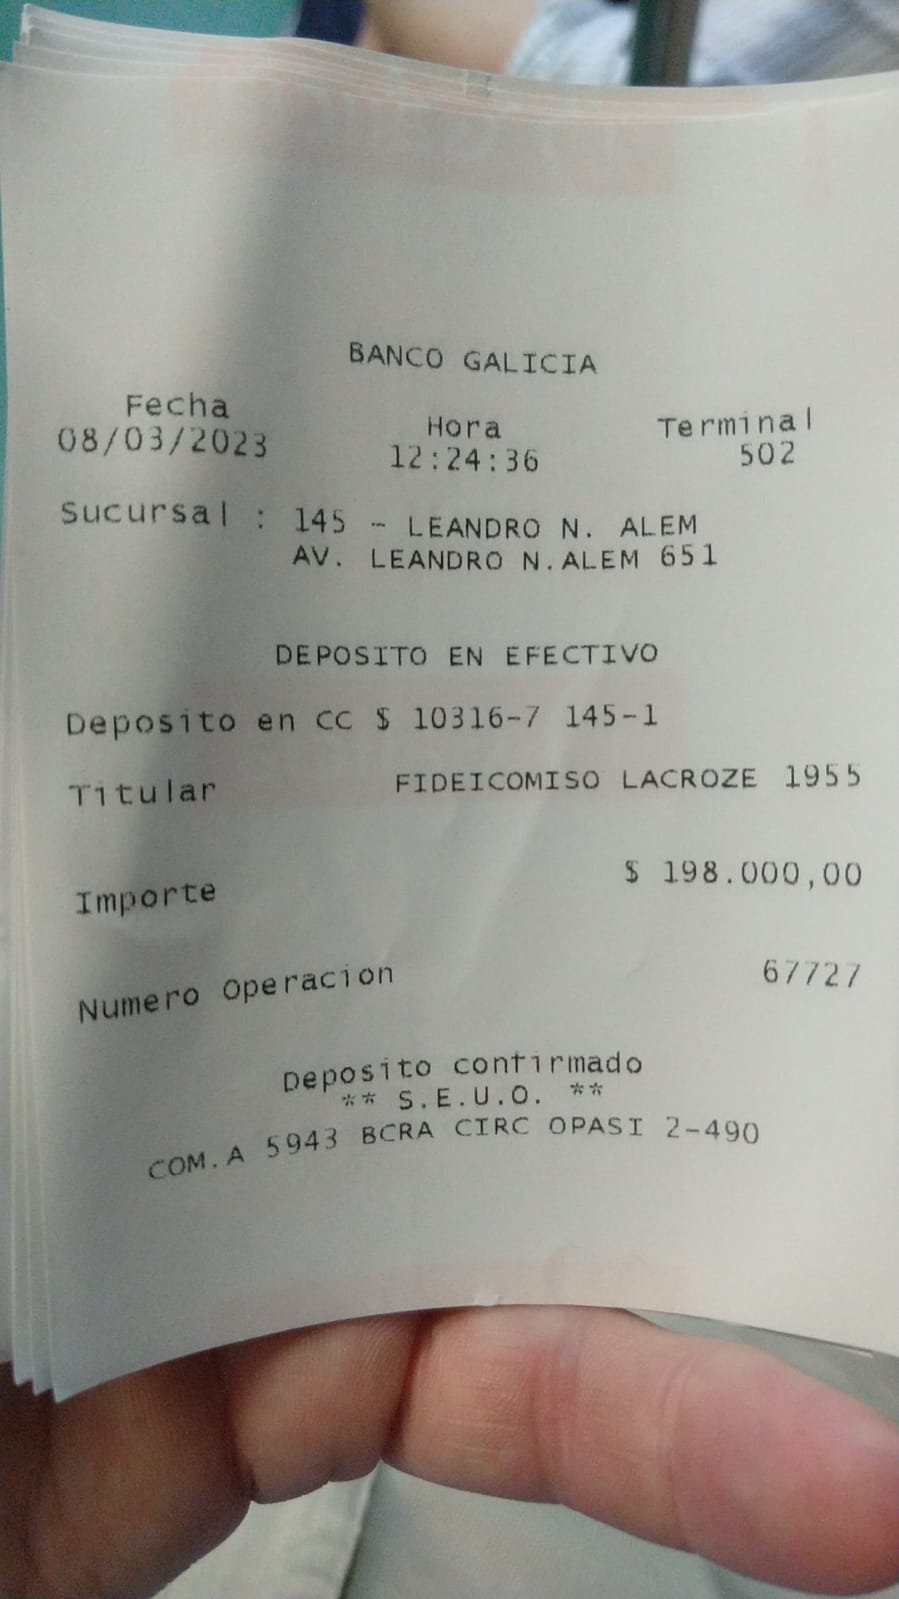 BANCO GALICIA
Fecha Hora Terminal
08/03/2023 12:24:36 502
Sucursal : 145 - LEANDRO N. ALEM
AV. LEANDRO N.ALEM 651
DEPOSITO EN EFECTIVO
Deposito en CC $ 10316-7 145-1
Titular FIDEICOMISO LACROZE 1955
Importe $ 198.000,00
Numero Operacion 67727
Deposito confirmado
** S.E.U.O. **
COM.A 5943 BCRA CIRC OPASI 2-490